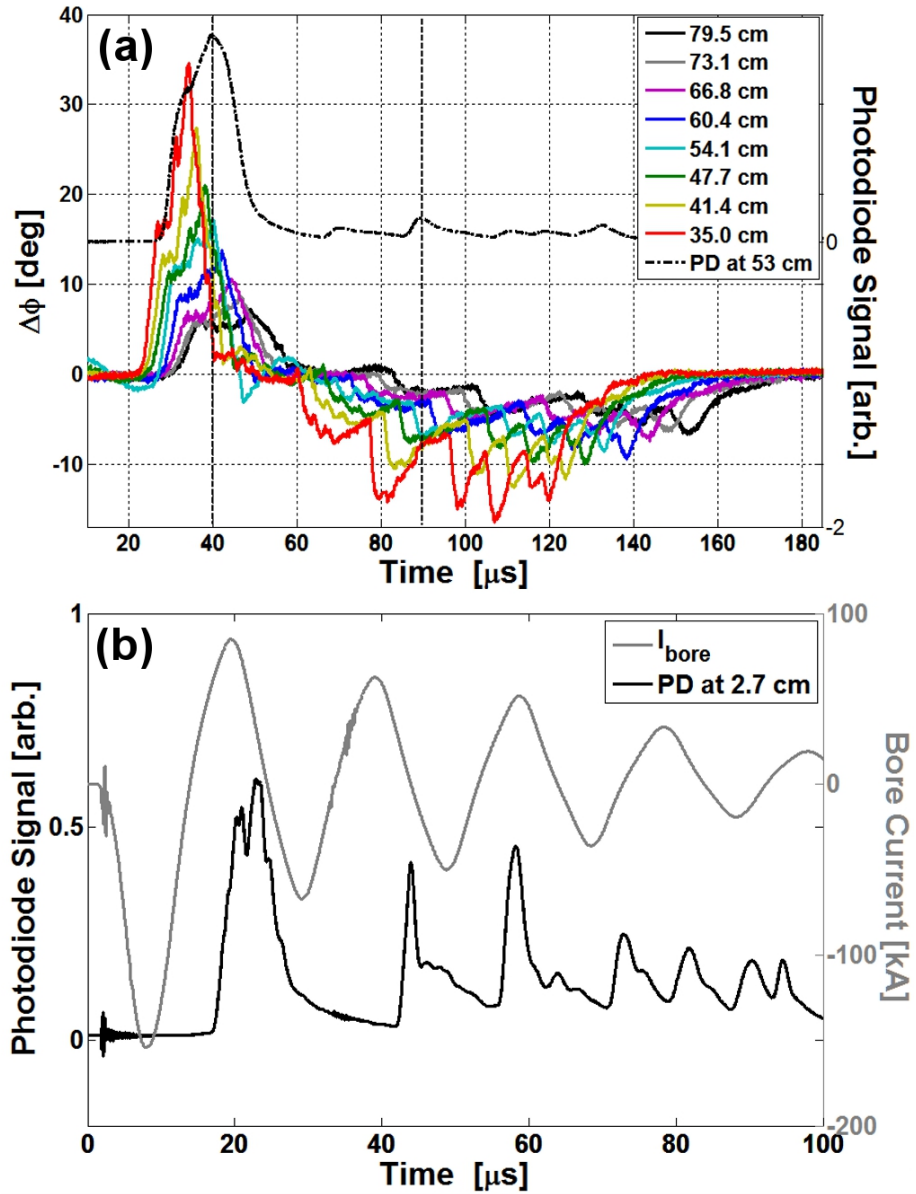 (a)
40
30
20
10
0
-10
Δϕ [deg]
79.5 cm
73.1 cm
66.8 cm
60.4 cm
54.1 cm
47.7 cm
41.4 cm
35.0 cm
PD at 53 cm
0
-2
Photodiode Signal [arb.]
20 40 60 80 100 120 140 160 180
Time [μs]
(b)
1
0.5
0
Photodiode Signal [arb.]
I_bore
PD at 2.7 cm
100
0
-100
-200
Bore Current [kA]
0 20 40 60 80 100
Time [μs]